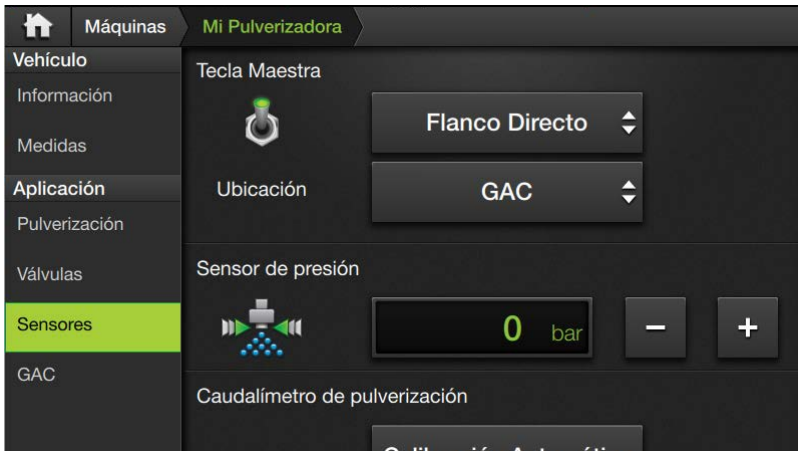 Máquinas Mi Pulverizadora
Vehículo
Información
Medidas
Aplicación
Pulverización
Válvulas
Sensores
GAC
Tecla Maestra
Flanco Directo
Ubicación GAC
Sensor de presión
0 bar - +
Caudalímetro de pulverización
Calibración